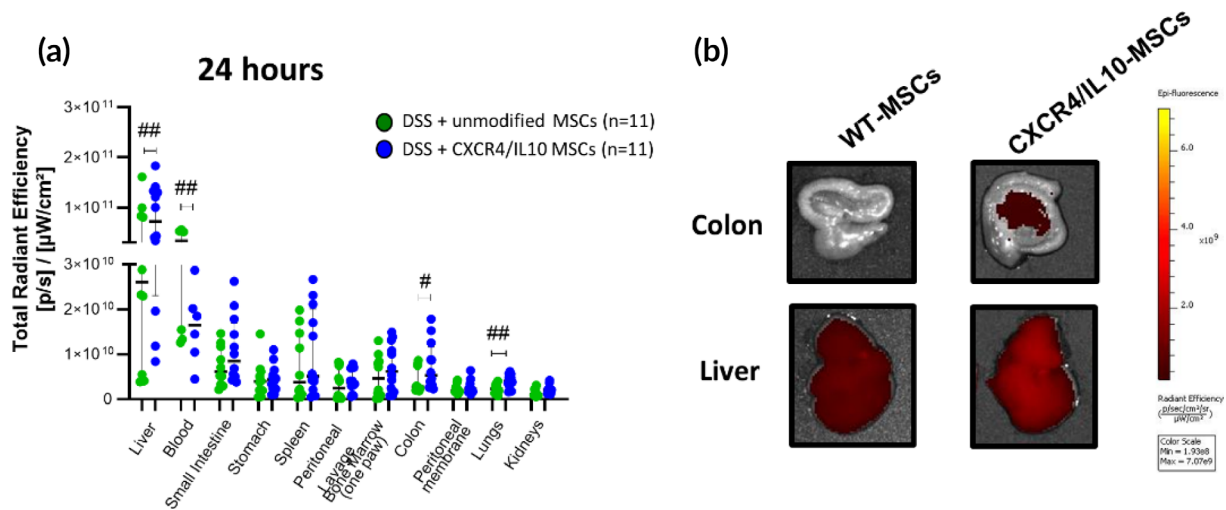 (a)
24 hours
Total Radiant Efficiency
[p/s] / [µW/cm²]
3×10¹¹
2×10¹¹
1×10¹¹
3×10¹⁰
2×10¹⁰
1×10¹⁰
0
##
##
#
##
DSS + unmodified MSCs (n=11)
DSS + CXCR4/IL10 MSCs (n=11)
Liver
Blood
Small Intestine
Stomach
Spleen
Peritoneal
Lavage
Bone Marrow
(one paw)
Colon
Peritoneal
membrane
Lungs
Kidneys
(b)
WT-MSCs
CXCR4/IL10-MSCs
Colon
Liver
Epi-fluorescence
6.0
4.0
x10⁹
2.0
Radiant Efficiency
(p/sec/cm²/sr
µW/cm²)
Color Scale
Min = 1.93e8
Max = 7.07e9